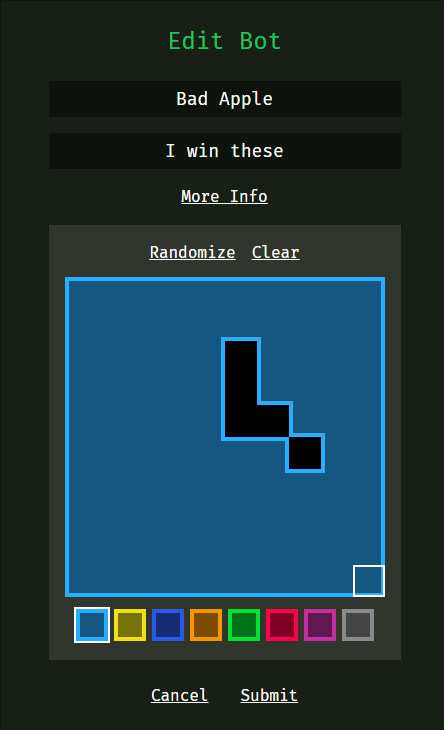 Edit Bot
Bad Apple
I win these
More Info
Randomize Clear
Cancel Submit